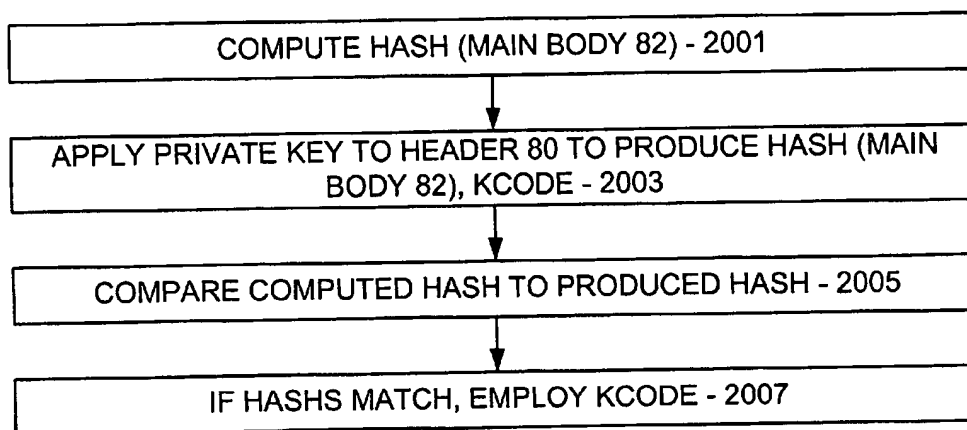 COMPUTE HASH (MAIN BODY 82) - 2001
APPLY PRIVATE KEY TO HEADER 80 TO PRODUCE HASH (MAIN
BODY 82), KCODE - 2003
COMPARE COMPUTED HASH TO PRODUCED HASH - 2005
IF HASHS MATCH, EMPLOY KCODE - 2007